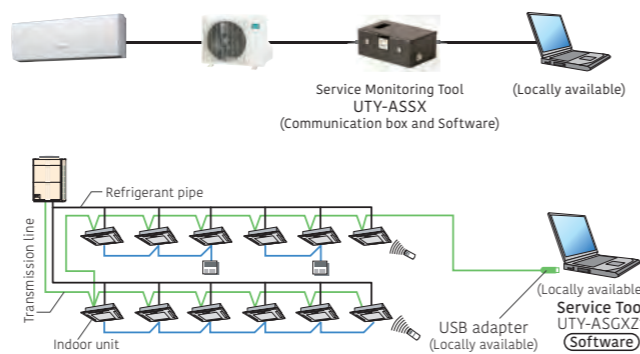 Service Monitoring Tool
UTY-ASSX
(Communication box and Software)
(Locally available)
Refrigerant pipe
Transmission line
Indoor unit
USB adapter
(Locally available)
(Locally available
Service Too
UTY-ASGXZ
Software